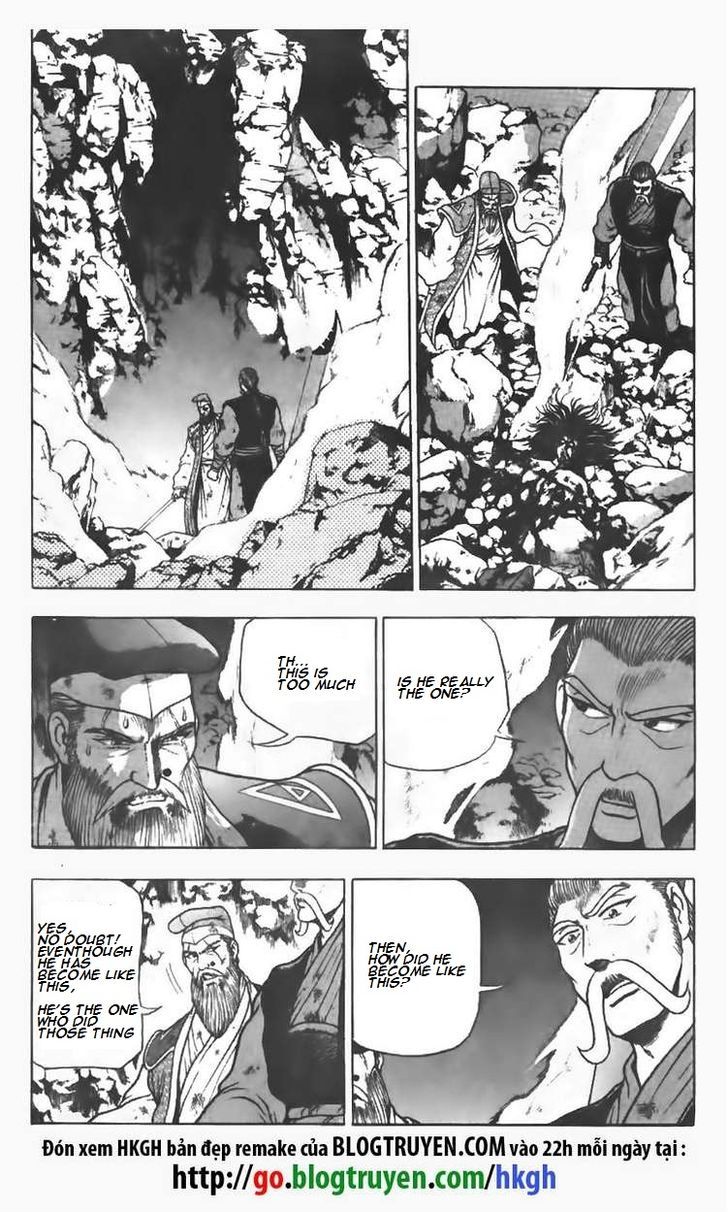 TH...
THIS IS
TOO MUCH
IS HE REALLY
THE ONE?
YES,
NO DOUBT!
EVENTHOUGH
HE HAS
BECOME LIKE
THIS,
HE'S THE ONE
WHO DID
THOSE THING
THEN,
HOW DID HE
BECOME LIKE
THIS?
Đón xem HKGH bản đẹp remake của BLOGTRUYEN.COM vào 22h mỗi ngày tại :
http://go.blogtruyen.com/hkgh